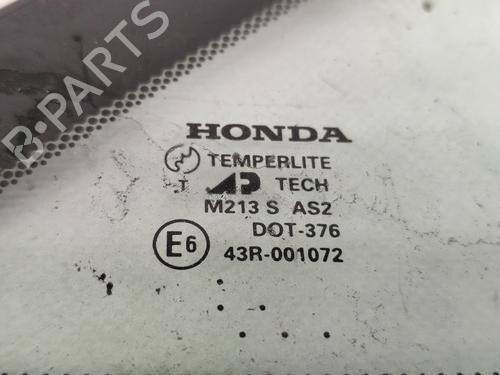 HONDA
TEMPERLITE
T AP TECH
M213 S AS2
DOT-376
E6 43R-001072
B-PARTS